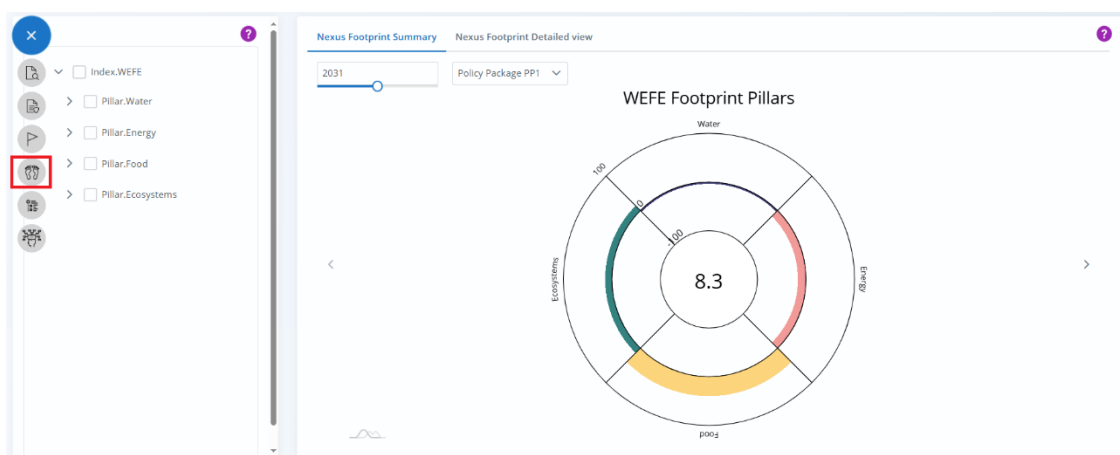 ?
Index.WEFE
Pillar.Water
Pillar.Energy
Pillar.Food
Pillar.Ecosystems
Nexus Footprint Summary
Nexus Footprint Detailed view
?
2031
Policy Package PP1
WEFE Footprint Pillars
Water
100
0
-100
8.3
Ecosystems
Energy
Food